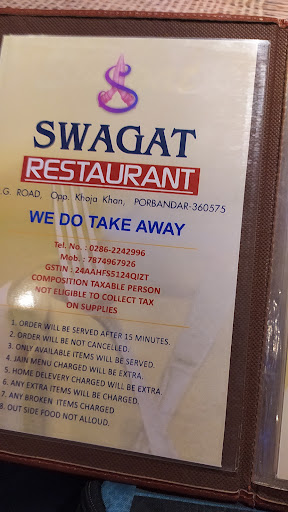 S
SWAGAT
RESTAURANT
.G. ROAD, Opp. Khoja Khan, PORBANDAR-360575
WE DO TAKE AWAY
Tel. No. : 0286-2242996
Mob. : 7874967926
GSTIN : 24AAHFS5124QIZT
COMPOSITION TAXABLE PERSON
NOT ELIGIBLE TO COLLECT TAX
ON SUPPLIES
1. ORDER WILL BE SERVED AFTER 15 MINUTES.
2. ORDER WILL BE NOT CANCELLED.
3. ONLY AVAILABLE ITEMS WILL BE SERVED.
4. JAIN MENU CHARGED WILL BE EXTRA.
5. HOME DELEVERY CHARGED WILL BE EXTRA
6. ANY EXTRA ITEMS WILL BE CHARGED.
7. ANY BROKEN ITEMS CHARGED
8. OUT SIDE FOOD NOT ALLOUD.